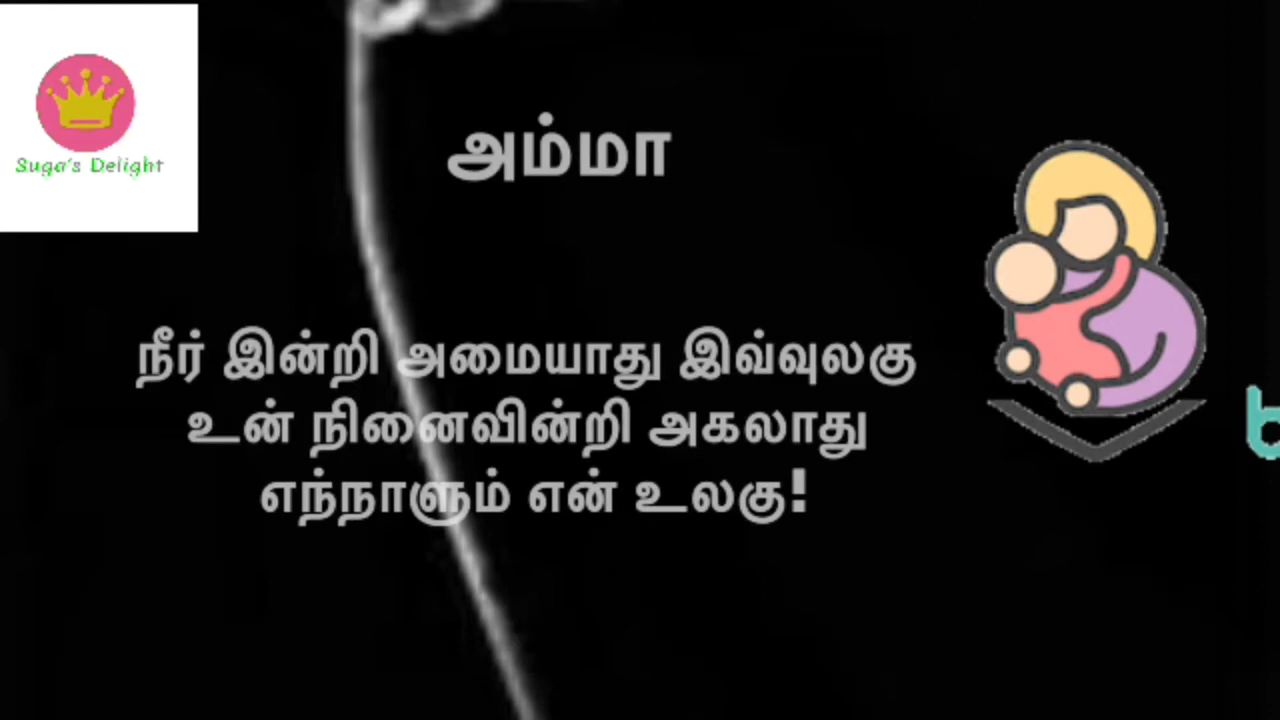 Suga's Delight
அம்மா
நீர் இன்றி அமையாது இவ்வுலகு
உன் நினைவின்றி அகலாது
எந்நாளும் என் உலகு!